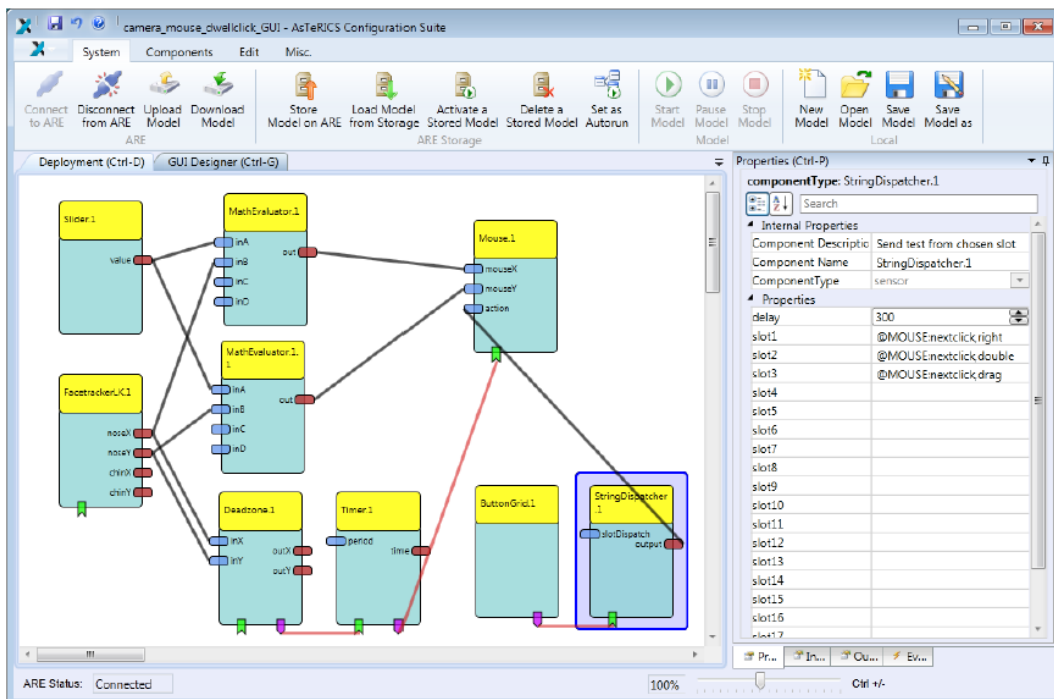 camera_mouse_dwellclick_GUI - AsTeRICS Configuration Suite
System Components Edit Misc.
Connect to ARE
Disconnect from ARE
Upload Model
Download Model
Store Model on ARE
Load Model from Storage
Activate a Stored Model
Delete a Stored Model
Set as Autorun
Start Model
Pause Model
Stop Model
New Model
Open Model
Save Model
Save Model as
ARE
ARE Storage
Model
Local
Deployment (Ctrl-D)
GUI Designer (Ctrl-G)
Slider.1
value
MathEvaluator.1
inA
inB
inC
inD
out
Mouse.1
mouseX
mouseY
action
MathEvaluator.1.
1
inA
inB
inC
inD
out
FacetrackerLK.1
noseX
noseY
chinX
chinY
Deadzone.1
inX
inY
outX
outY
Timer.1
period
time
ButtonGrid.1
StringDispatcher
.1
slotDispatch
output
Properties (Ctrl-P)
componentType: StringDispatcher.1
Search
Internal Properties
Component Descriptio Send test from chosen slot
Component Name StringDispatcher.1
ComponentType sensor
Properties
delay 300
slot1 @MOUSE:nextclick,right
slot2 @MOUSE:nextclick,double
slot3 @MOUSE:nextclick,drag
slot4
slot5
slot6
slot7
slot8
slot9
slot10
slot11
slot12
slot13
slot14
slot15
slot16
slot17
Pr... In... Ou... Ev...
ARE Status: Connected
100%
Ctrl +/-